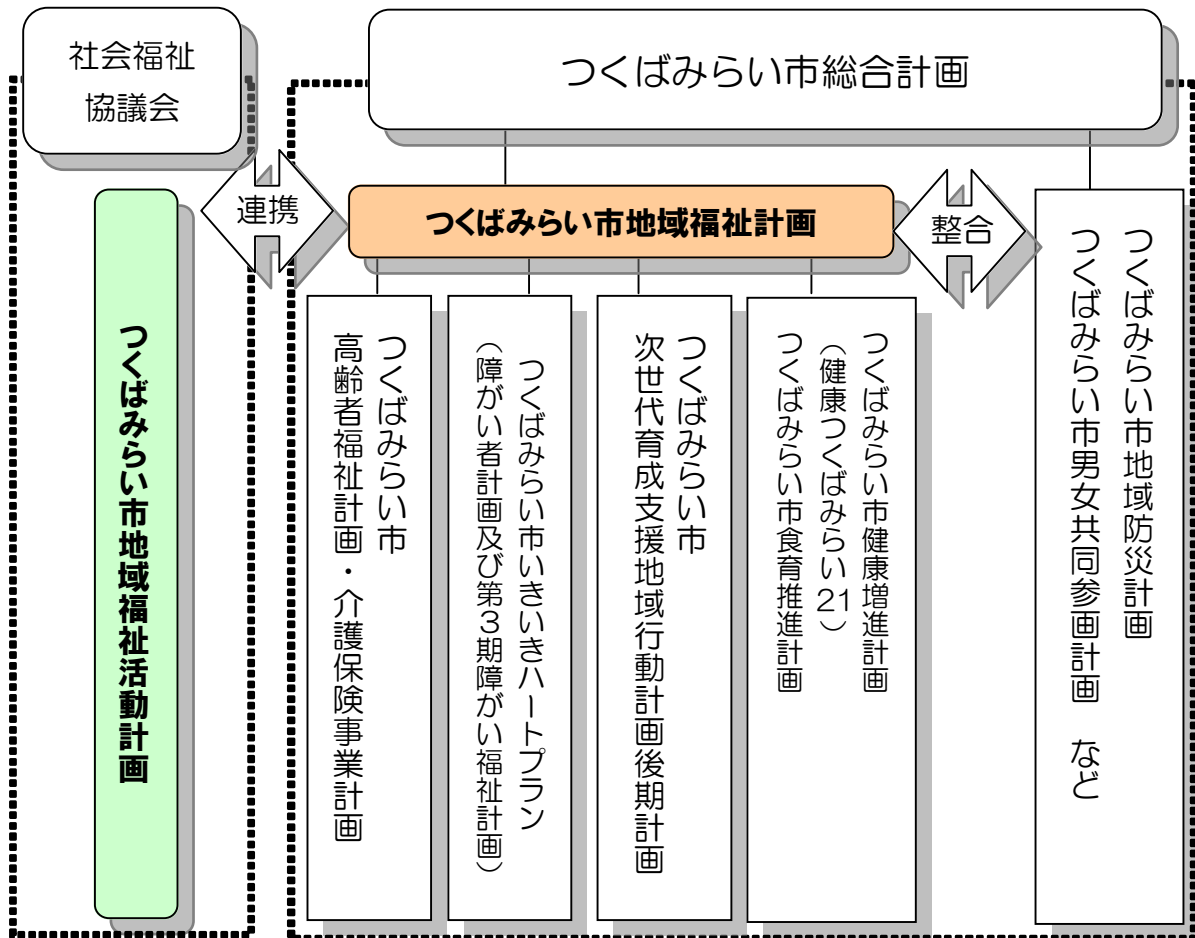 社会福祉
協議会
つくばみらい市総合計画
連携
つくばみらい市地域福祉計画
整合
つくばみらい市地域福祉活動計画
つくばみらい市
高齢者福祉計画・介護保険事業計画
つくばみらい市いきいきハートプラン
（障がい者計画及び第３期障がい福祉計画）
つくばみらい市
次世代育成支援地域行動計画後期計画
つくばみらい市健康増進計画
（健康つくばみらい21）
つくばみらい市食育推進計画
つくばみらい市地域防災計画
つくばみらい市男女共同参画計画　など